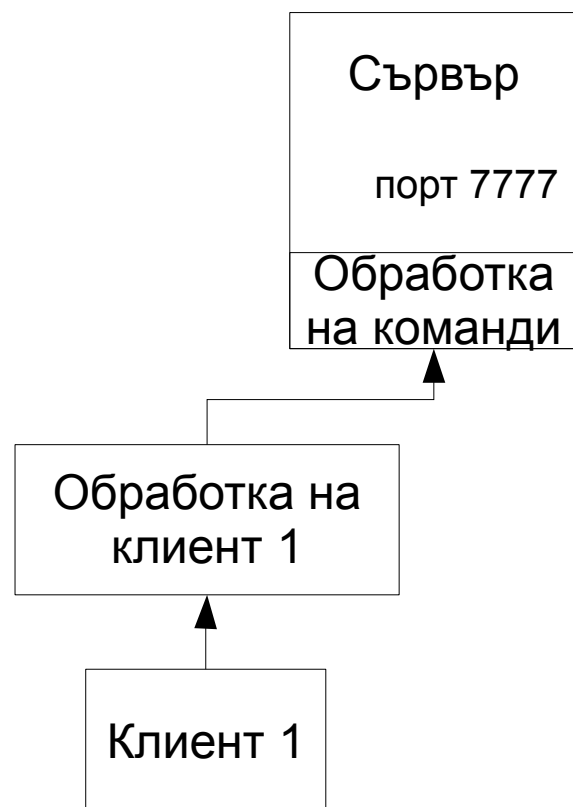 Сървър
порт 7777
Обработка
на команди
Обработка на
клиент 1
Клиент 1